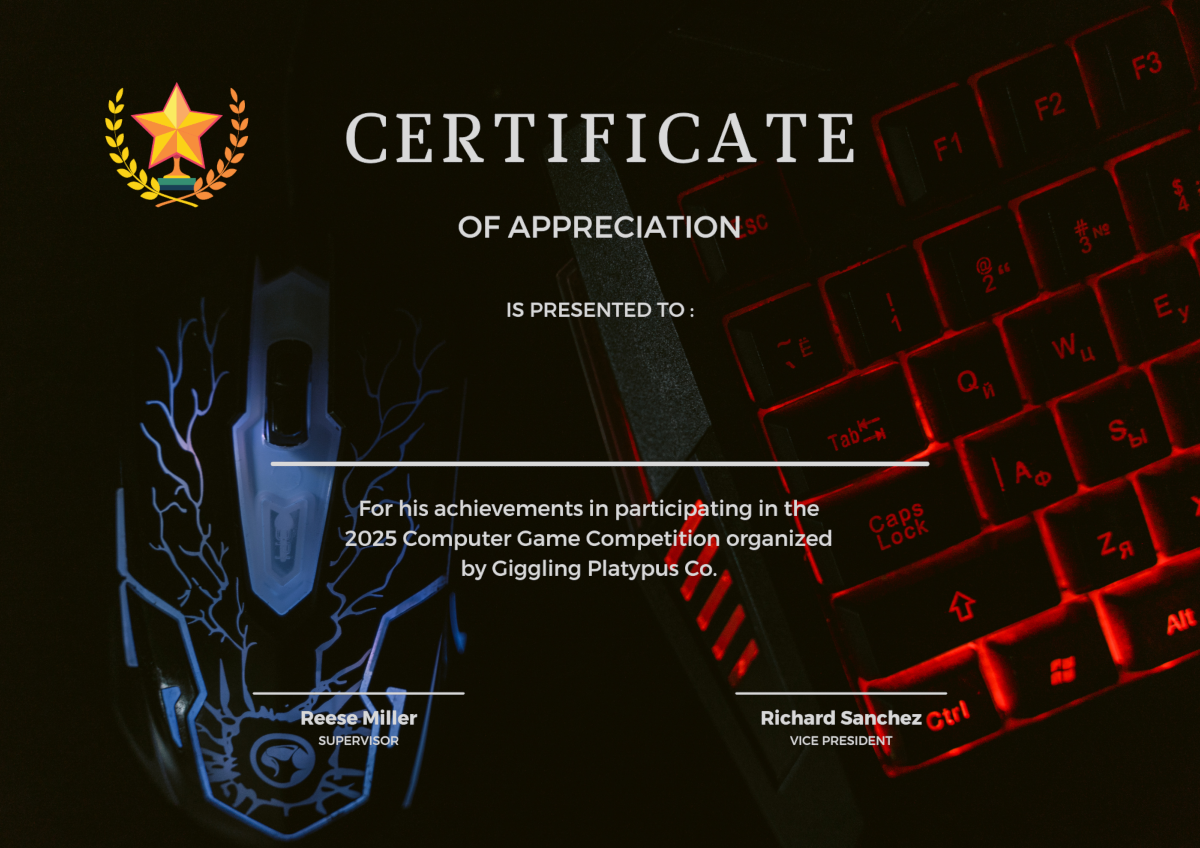 CERTIFICATE
OF APPRECIATION
IS PRESENTED TO :
For his achievements in participating in the
2025 Computer Game Competition organized
by Giggling Platypus Co.
Reese Miller
SUPERVISOR
Richard Sanchez
VICE PRESIDENT
F1 F2 F3
Esc
~ Ё ! 1 @ 2 “ # 3 № $ 4
Tab Q Й W Ц E У
Caps Lock A Ф S Ы
Z Я
Ctrl Alt